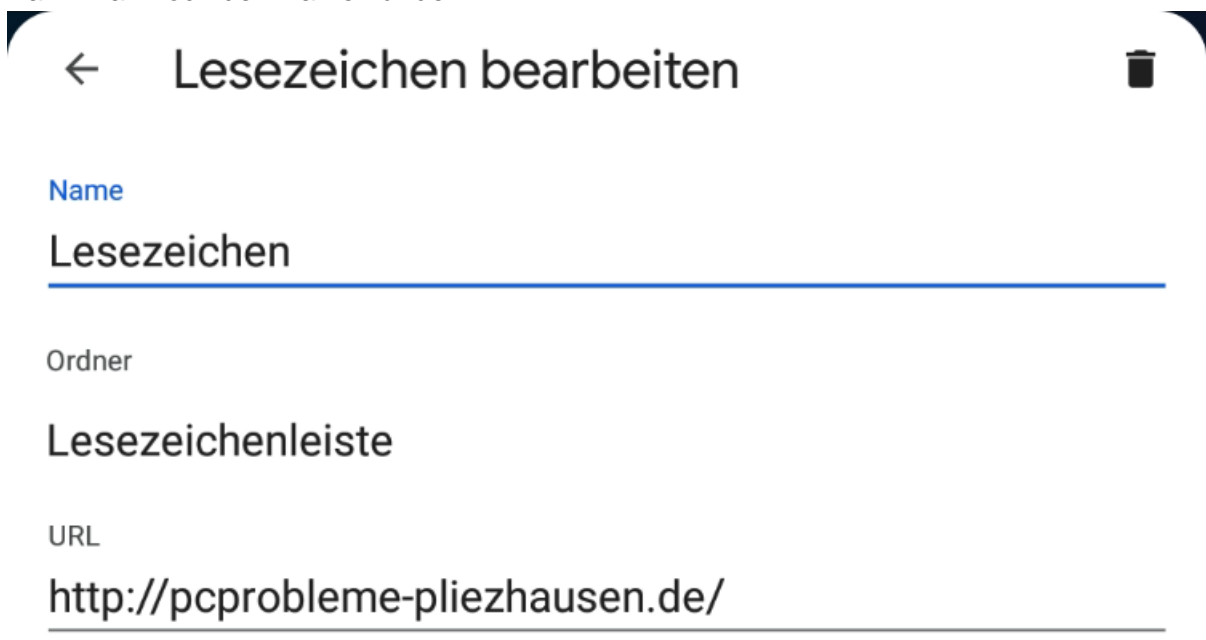 Lesezeichen bearbeiten
Name
Lesezeichen
Ordner
Lesezeichenleiste
URL
http://pcprobleme-pliezhausen.de/